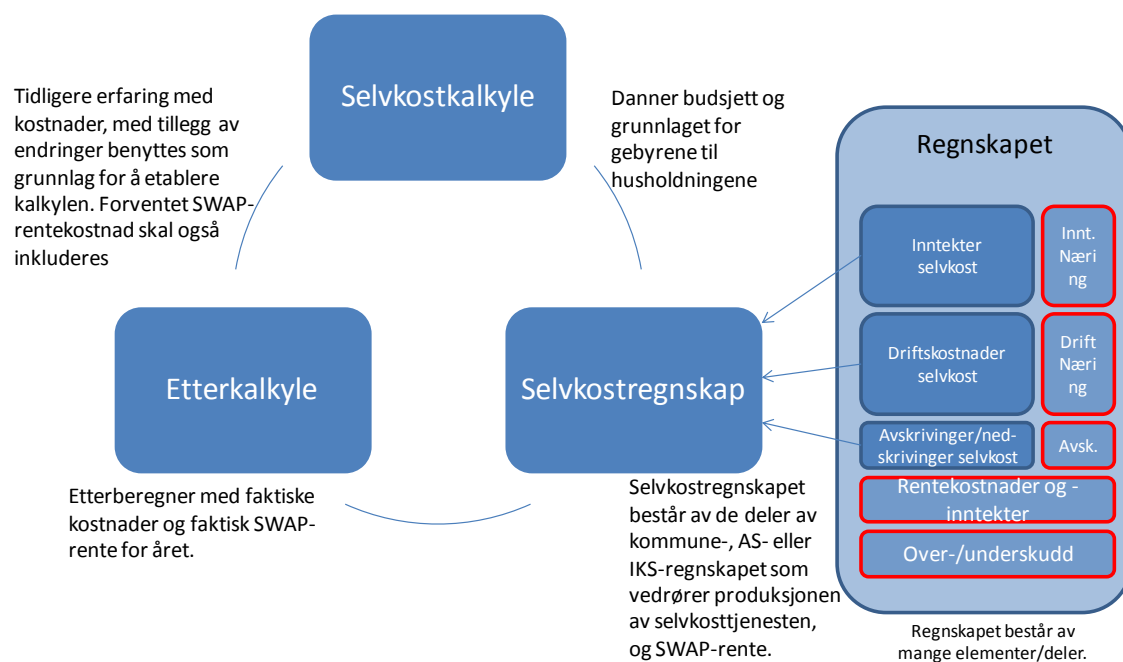 Selvkostkalkyle
Tidligere erfaring med
kostnader, med tillegg av
endringer benyttes som
grunnlag for å etablere
kalkylen. Forventet SWAP-
rentekostnad skal også
inkluderes
Danner budsjett og
grunnlaget for
gebyrene til
husholdningene
Etterkalkyle
Etterberegner med faktiske
kostnader og faktisk SWAP-
rente for året.
Selvkostregnskap
Selvkostregnskapet
består av de deler av
kommune-, AS- eller
IKS-regnskapet som
vedrører produksjonen
av selvkosttjenesten,
og SWAP-rente.
Regnskapet
Inntekter
selvkost
Innt.
Næri
ng
Driftskostnader
selvkost
Drift
Næri
ng
Avskrivinger/ned-
skrivinger selvkost
Avsk.
Rentekostnader og -
inntekter
Over-/underskudd
Regnskapet består av
mange elementer/deler.